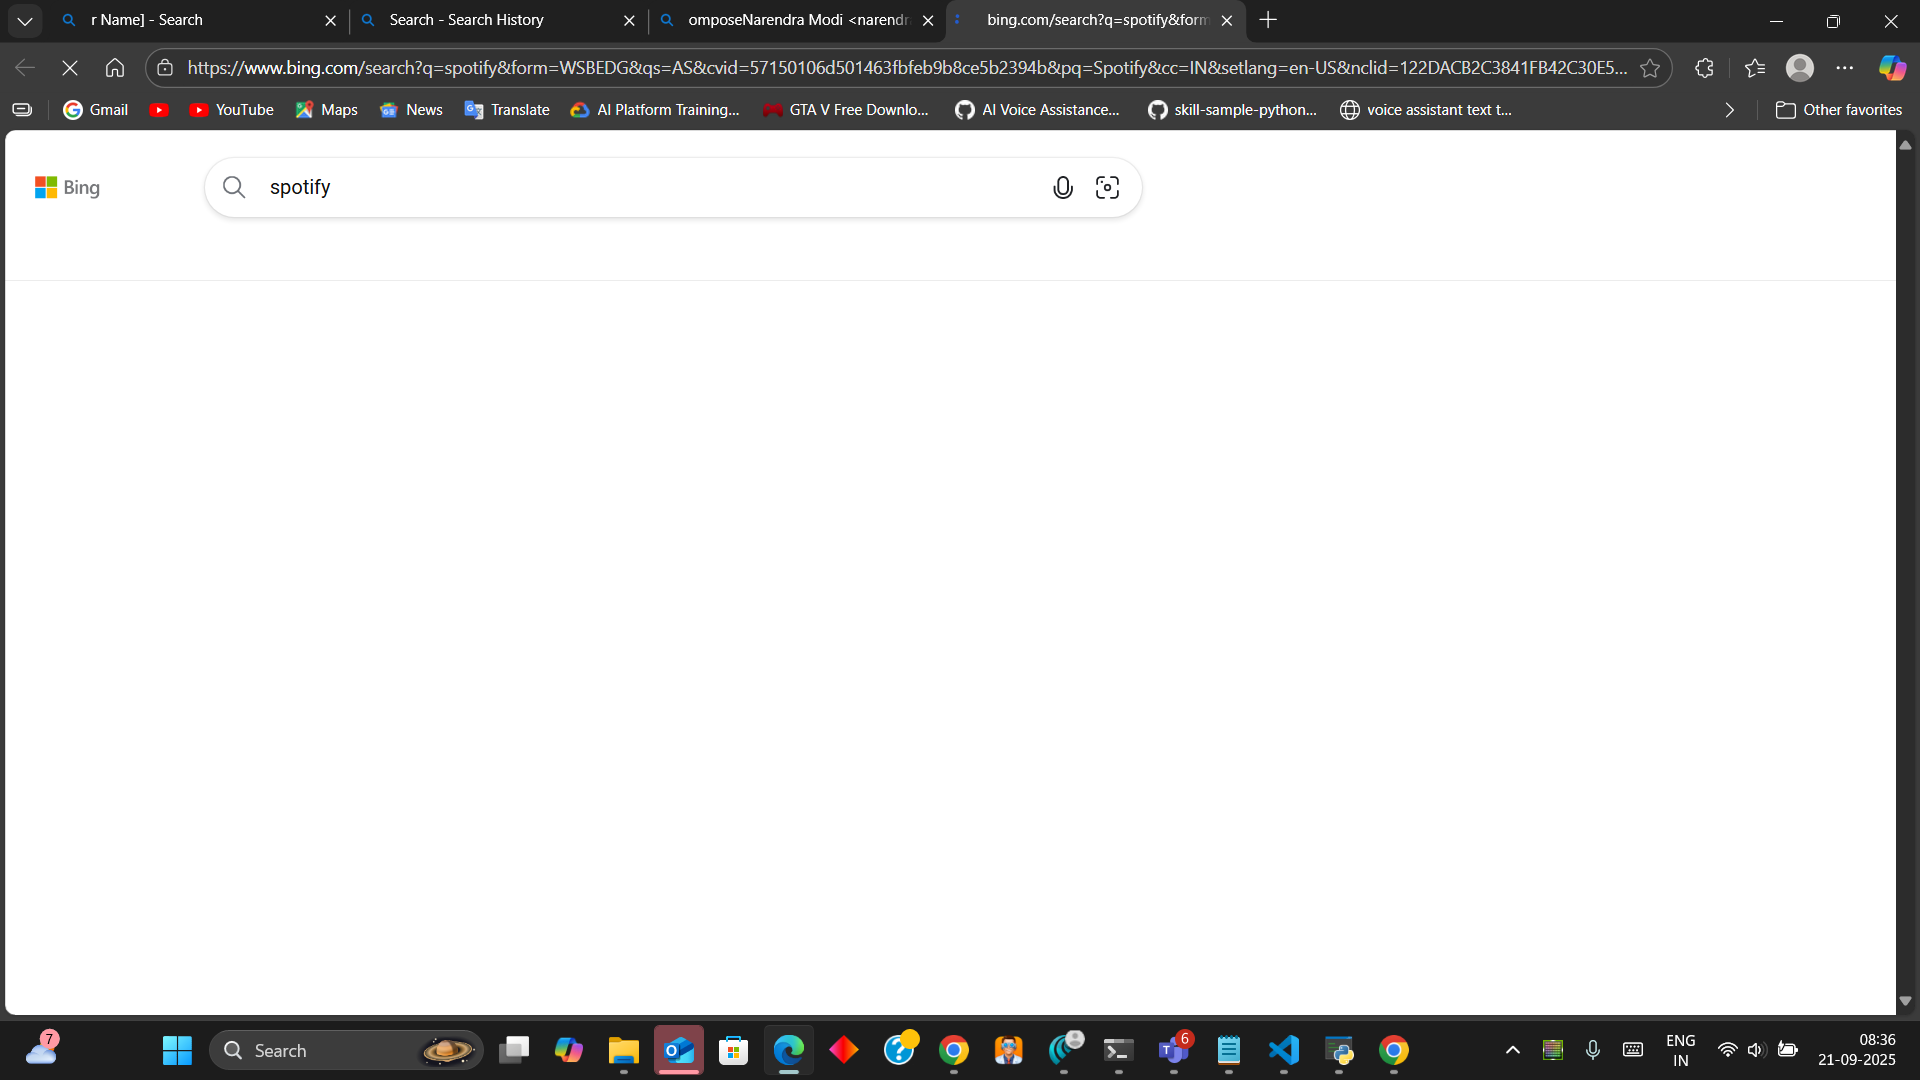 r Name] - Search
Search - Search History
omposeNarendra Modi <narendr
bing.com/search?q=spotify&form
https://www.bing.com/search?q=spotify&form=WSBEDG&qs=AS&cvid=57150106d501463fbfeb9b8ce5b2394b&pq=Spotify&cc=IN&setlang=en-US&nclid=122DACB2C3841FB42C30E5...
Gmail
YouTube
Maps
News
Translate
AI Platform Training...
GTA V Free Downlo...
AI Voice Assistance...
skill-sample-python...
voice assistant text t...
Other favorites
Bing
spotify
7
Search
6
ENG
IN
08:36
21-09-2025